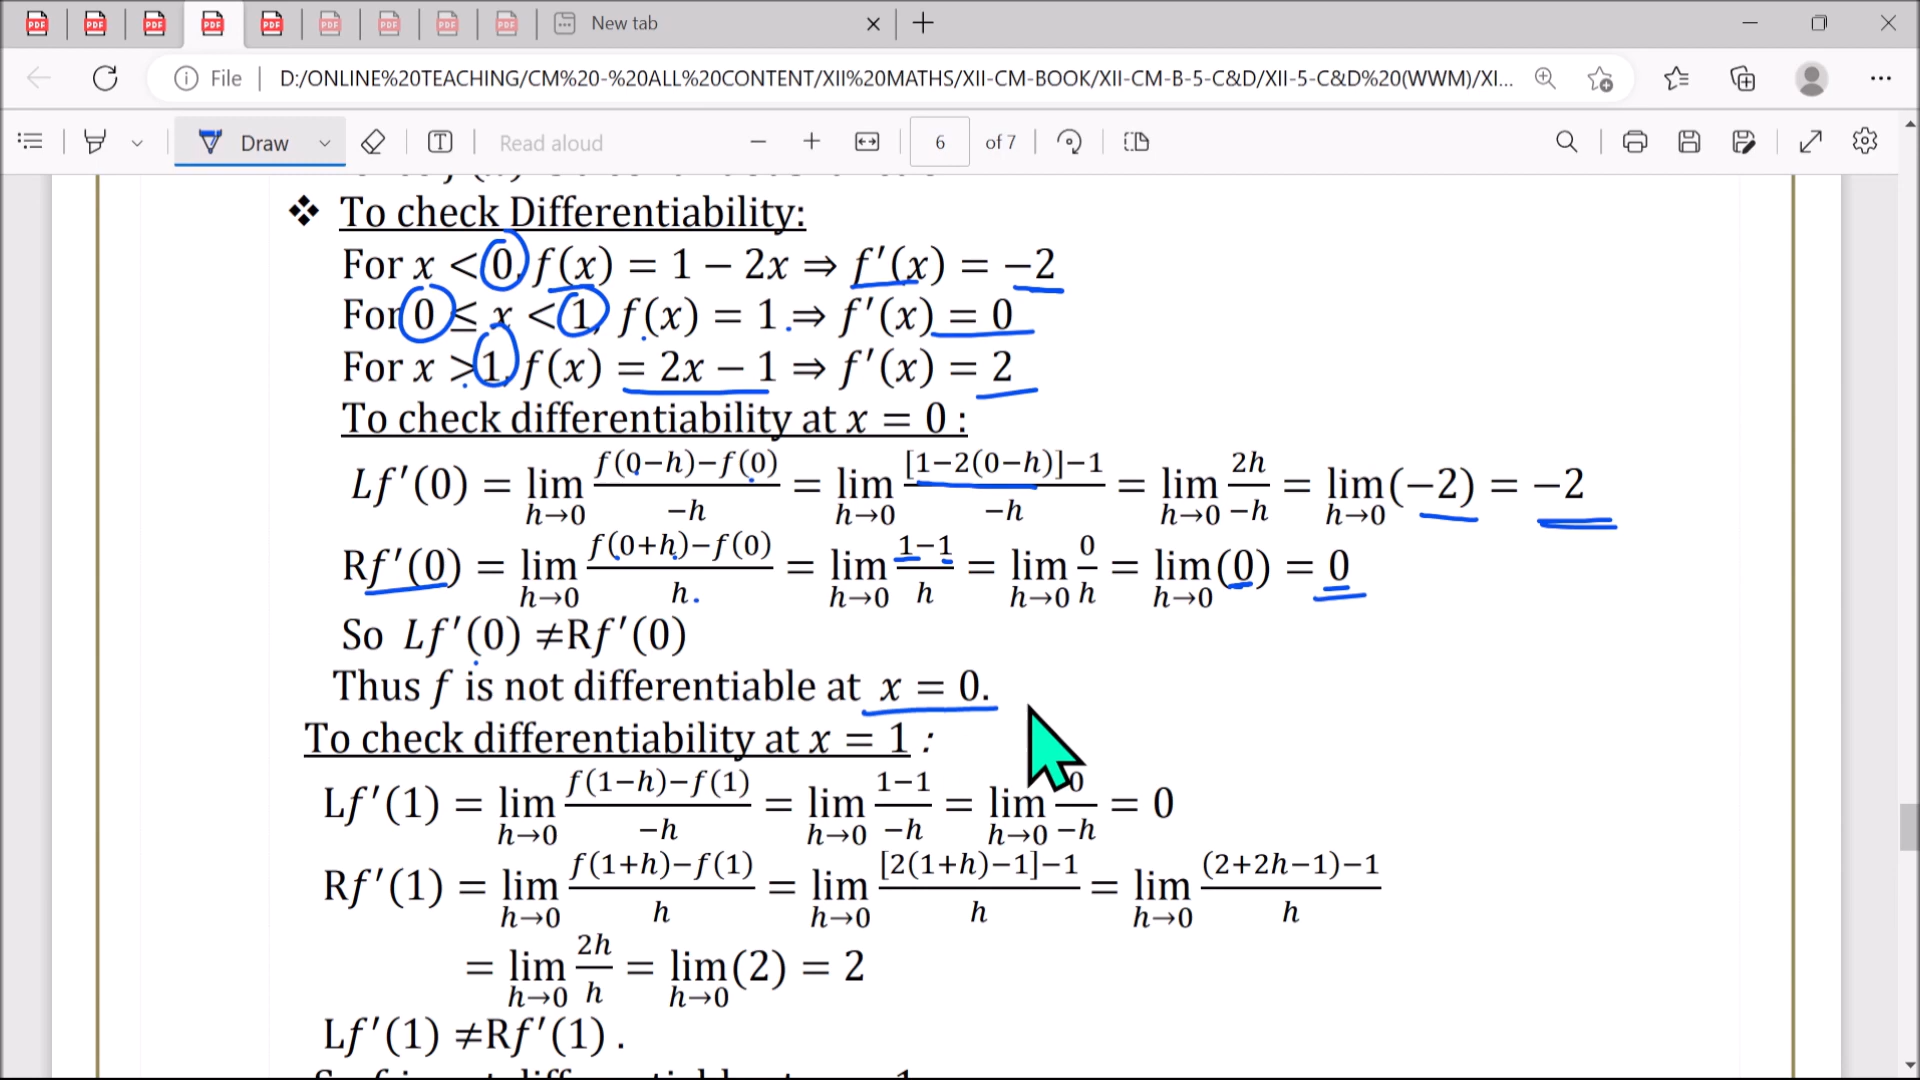 New tab
File D:/ONLINE%20TEACHING/CM%20-%20ALL%20CONTENT/XII%20MATHS/XII-CM-BOOK/XII-CM-B-5-C&D/XII-5-C&D%20(WWM)/XI...
Draw Read aloud 6 of 7
❖ To check Differentiability:
For x < 0, f(x) = 1 − 2x ⇒ f′(x) = −2
For 0 ≤ x < 1, f(x) = 1 ⇒ f′(x) = 0
For x > 1, f(x) = 2x − 1 ⇒ f′(x) = 2
To check differentiability at x = 0 :
Lf′(0) = lim h→0 (f(0−h)−f(0))/(−h) = lim h→0 ([1−2(0−h)]−1)/(−h) = lim h→0 2h/(−h) = lim h→0 (−2) = −2
Rf′(0) = lim h→0 (f(0+h)−f(0))/h = lim h→0 (1−1)/h = lim h→0 0/h = lim h→0 (0) = 0
So Lf′(0) ≠Rf′(0)
Thus f is not differentiable at x = 0.
To check differentiability at x = 1 :
Lf′(1) = lim h→0 (f(1−h)−f(1))/(−h) = lim h→0 (1−1)/(−h) = lim h→0 0/(−h) = 0
Rf′(1) = lim h→0 (f(1+h)−f(1))/h = lim h→0 ([2(1+h)−1]−1)/h = lim h→0 ((2+2h−1)−1)/h
= lim h→0 2h/h = lim h→0 (2) = 2
Lf′(1) ≠Rf′(1) .